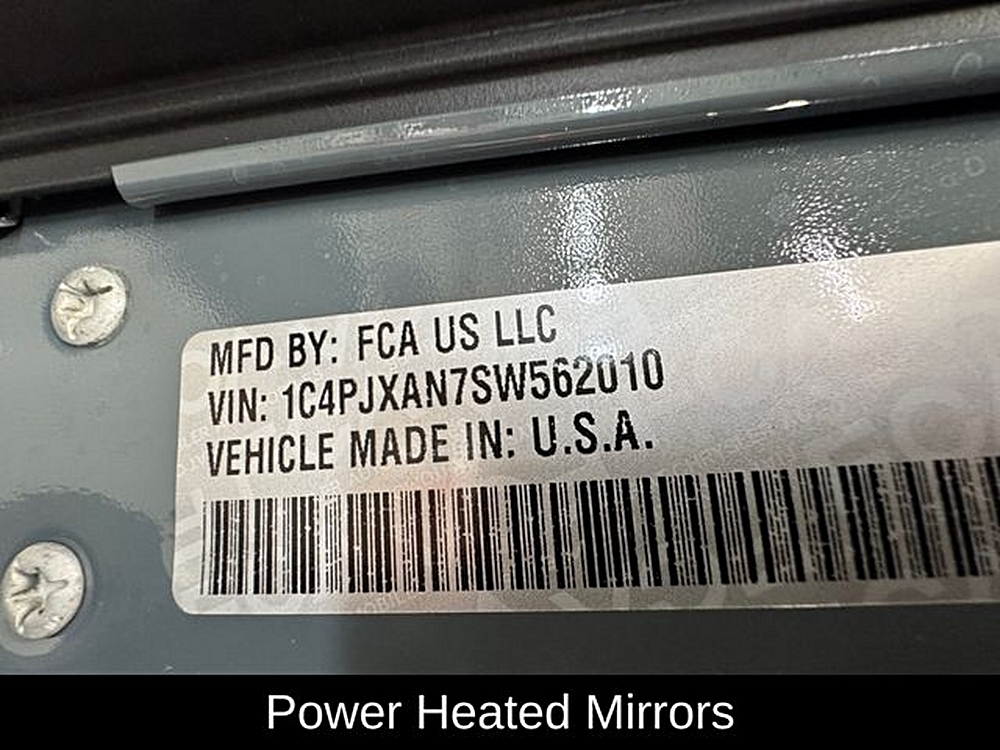 MFD BY: FCA US LLC
VIN: 1C4PJXAN7SW562010
VEHICLE MADE IN: U.S.A.
Power Heated Mirrors